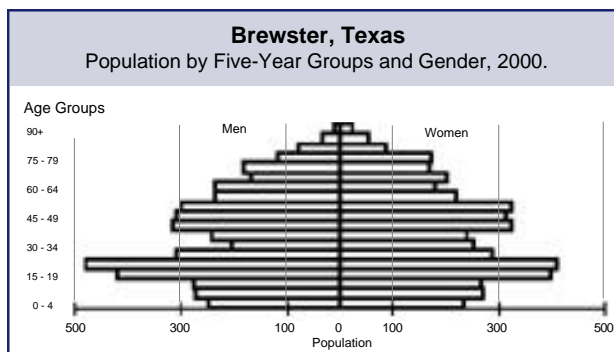 Brewster, Texas
Population by Five-Year Groups and Gender, 2000.
Age Groups
Men
Women
90+
75 - 79
60 - 64
45 - 49
30 - 34
15 - 19
0 - 4
500 300 100 0 100 300 500
Population